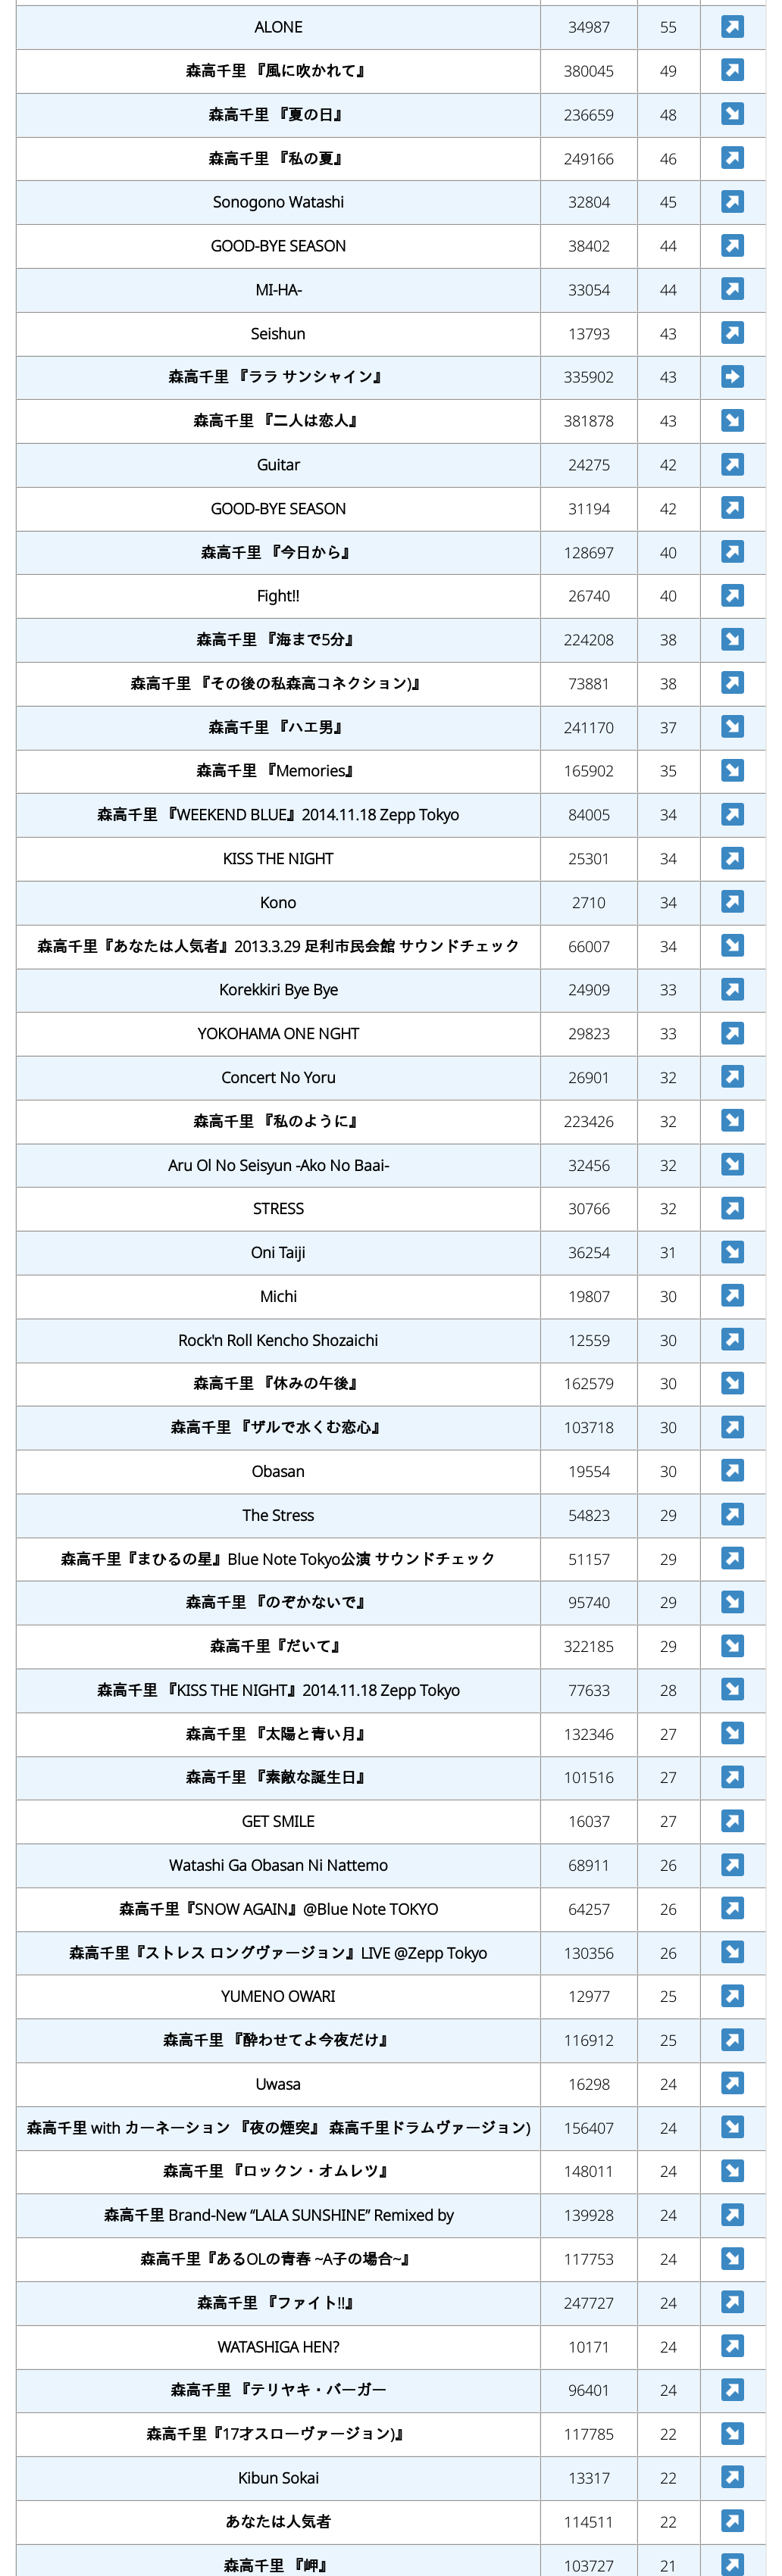 ALONE 34987 55
森高千里 『風に吹かれて』 380045 49
森高千里 『夏の日』 236659 48
森高千里 『私の夏』 249166 46
Sonogono Watashi 32804 45
GOOD-BYE SEASON 38402 44
MI-HA- 33054 44
Seishun 13793 43
森高千里 『ララ サンシャイン』 335902 43
森高千里 『二人は恋人』 381878 43
Guitar 24275 42
GOOD-BYE SEASON 31194 42
森高千里 『今日から』 128697 40
Fight!! 26740 40
森高千里 『海まで5分』 224208 38
森高千里 『その後の私森高コネクション)』 73881 38
森高千里 『ハエ男』 241170 37
森高千里 『Memories』 165902 35
森高千里 『WEEKEND BLUE』2014.11.18 Zepp Tokyo 84005 34
KISS THE NIGHT 25301 34
Kono 2710 34
森高千里『あなたは人気者』2013.3.29 足利市民会館 サウンドチェック 66007 34
Korekkiri Bye Bye 24909 33
YOKOHAMA ONE NGHT 29823 33
Concert No Yoru 26901 32
森高千里 『私のように』 223426 32
Aru Ol No Seisyun -Ako No Baai- 32456 32
STRESS 30766 32
Oni Taiji 36254 31
Michi 19807 30
Rock'n Roll Kencho Shozaichi 12559 30
森高千里 『休みの午後』 162579 30
森高千里 『ザルで水くむ恋心』 103718 30
Obasan 19554 30
The Stress 54823 29
森高千里『まひるの星』Blue Note Tokyo公演 サウンドチェック 51157 29
森高千里 『のぞかないで』 95740 29
森高千里『だいて』 322185 29
森高千里 『KISS THE NIGHT』2014.11.18 Zepp Tokyo 77633 28
森高千里 『太陽と青い月』 132346 27
森高千里 『素敵な誕生日』 101516 27
GET SMILE 16037 27
Watashi Ga Obasan Ni Nattemo 68911 26
森高千里『SNOW AGAIN』@Blue Note TOKYO 64257 26
森高千里『ストレス ロングヴァージョン』LIVE @Zepp Tokyo 130356 26
YUMENO OWARI 12977 25
森高千里 『酔わせてよ今夜だけ』 116912 25
Uwasa 16298 24
森高千里 with カーネーション 『夜の煙突』 森高千里ドラムヴァージョン) 156407 24
森高千里 『ロックン・オムレツ』 148011 24
森高千里 Brand-New “LALA SUNSHINE” Remixed by 139928 24
森高千里『あるOLの青春 ~A子の場合~』 117753 24
森高千里 『ファイト!!』 247727 24
WATASHIGA HEN? 10171 24
森高千里 『テリヤキ・バーガー 96401 24
森高千里『17才スローヴァージョン)』 117785 22
Kibun Sokai 13317 22
あなたは人気者 114511 22
森高千里 『岬』 103727 21